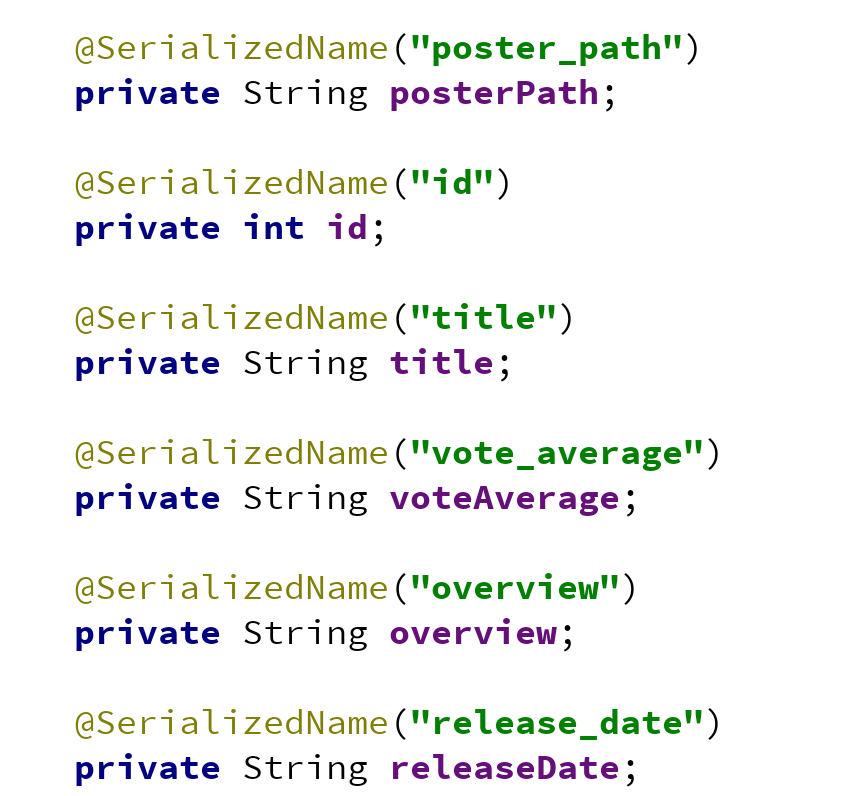 @SerializedName("poster_path")
private String posterPath;
@SerializedName("id")
private int id;
@SerializedName("title")
private String title;
@SerializedName("vote_average")
private String voteAverage;
@SerializedName("overview")
private String overview;
@SerializedName("release_date")
private String releaseDate;